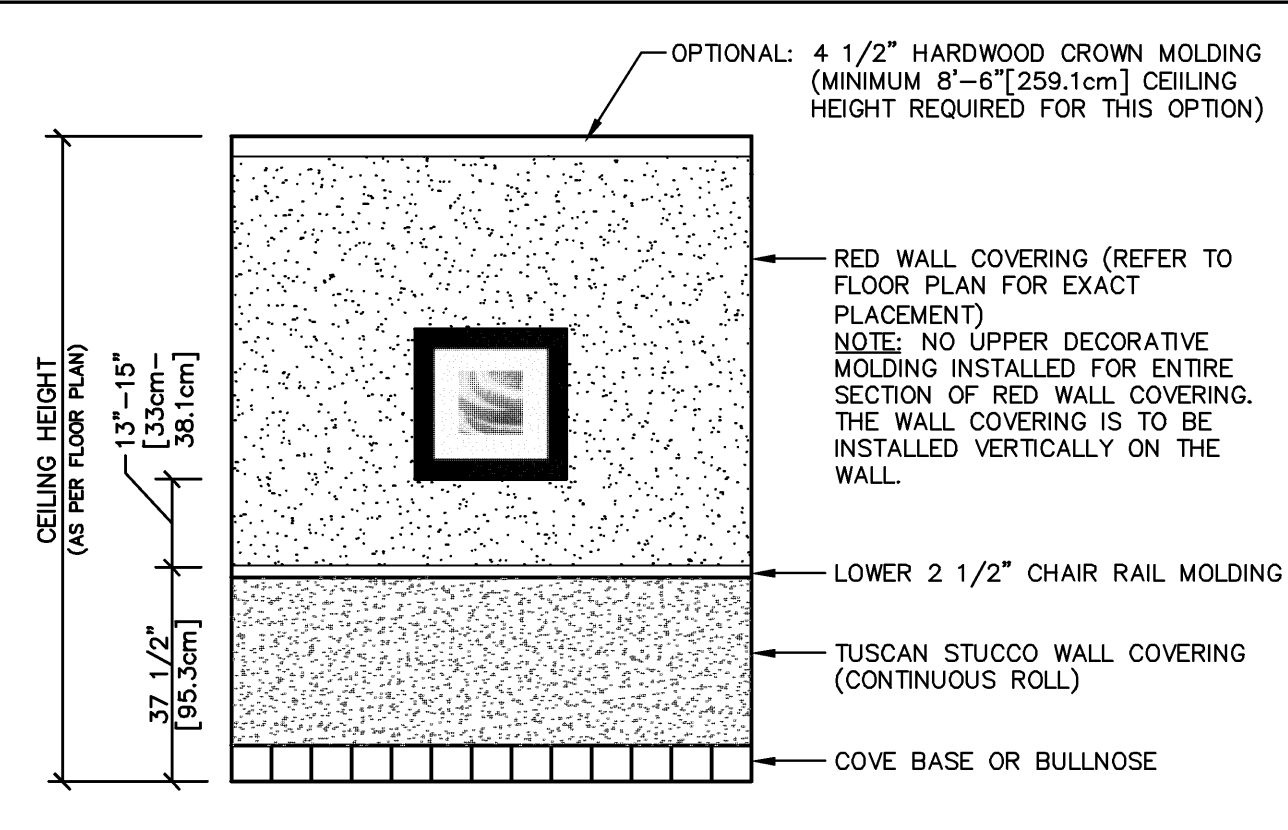 OPTIONAL: 4 1/2" HARDWOOD CROWN MOLDING
(MINIMUM 8'-6"[259.1cm] CEIILING
HEIGHT REQUIRED FOR THIS OPTION)
RED WALL COVERING (REFER TO
FLOOR PLAN FOR EXACT
PLACEMENT)
NOTE: NO UPPER DECORATIVE
MOLDING INSTALLED FOR ENTIRE
SECTION OF RED WALL COVERING.
THE WALL COVERING IS TO BE
INSTALLED VERTICALLY ON THE
WALL.
CEILING HEIGHT
(AS PER FLOOR PLAN)
13"-15"
[33cm-
38.1cm]
LOWER 2 1/2" CHAIR RAIL MOLDING
37 1/2"
[95.3cm]
TUSCAN STUCCO WALL COVERING
(CONTINUOUS ROLL)
COVE BASE OR BULLNOSE